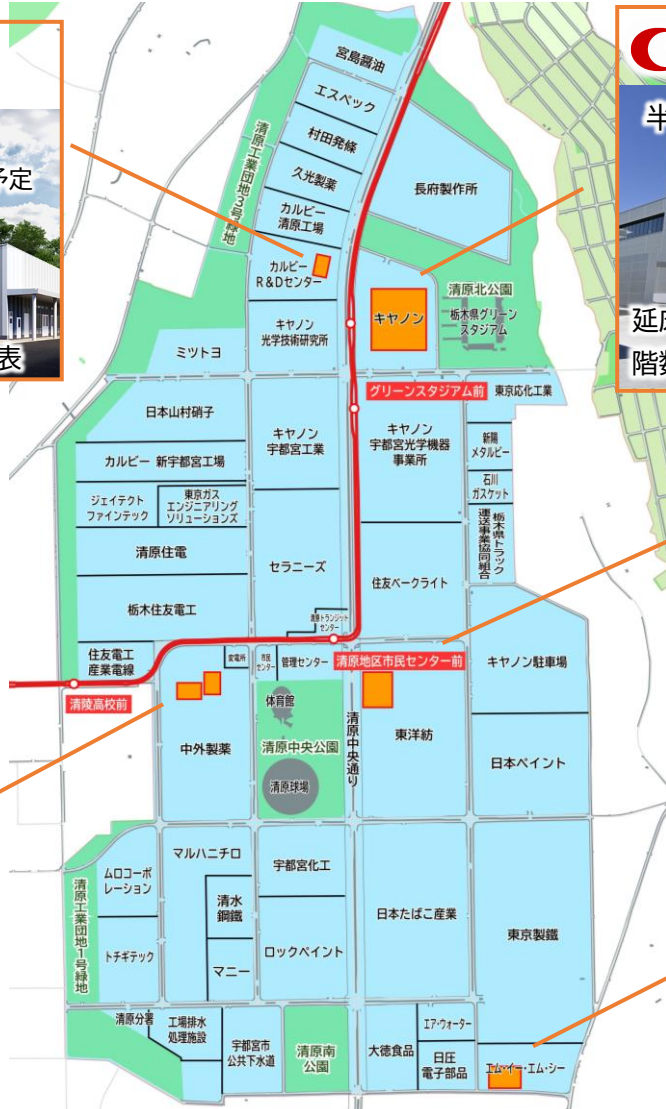 予定
表
C
半
延床
階数
宮島醤油
エスペック
村田発條
久光製薬
カルビー
清原工場
カルビー
R&Dセンター
キヤノン
光学技術研究所
ミツトヨ
清原工業団地3号緑地
長府製作所
清原北公園
キヤノン
栃木県グリーン
スタジアム
グリーンスタジアム前
東京応化工業
日本山村硝子
カルビー 新宇都宮工場
ジェイテクト
ファインテック
東京ガス
エンジニアリング
ソリューションズ
清原住電
栃木住友電工
住友電工
産業電線
キヤノン
宇都宮工業
セラニーズ
清原トランジット
センター
キヤノン
宇都宮光学機器
事業所
住友ベークライト
新陽
メタルビー
石川
ガスケット
栃木県トラック
運送事業協同組合
キヤノン駐車場
日本ペイント
清陵高校前
変電所
市民
センター
管理センター
清原地区市民センター前
中外製薬
体育館
清原中央公園
清原球場
清原中央通り
東洋紡
マルハニチロ
ムロコーポ
レーション
トチギテック
清原工業団地1号緑地
清水
鋼鐵
マニー
宇都宮化工
ロックペイント
日本たばこ産業
東京製鐵
清原分署
工場排水
処理施設
宇都宮市
公共下水道
清原南
公園
大徳食品
エア・ウォーター
日圧
電子部品
エム・イー・エム・シー